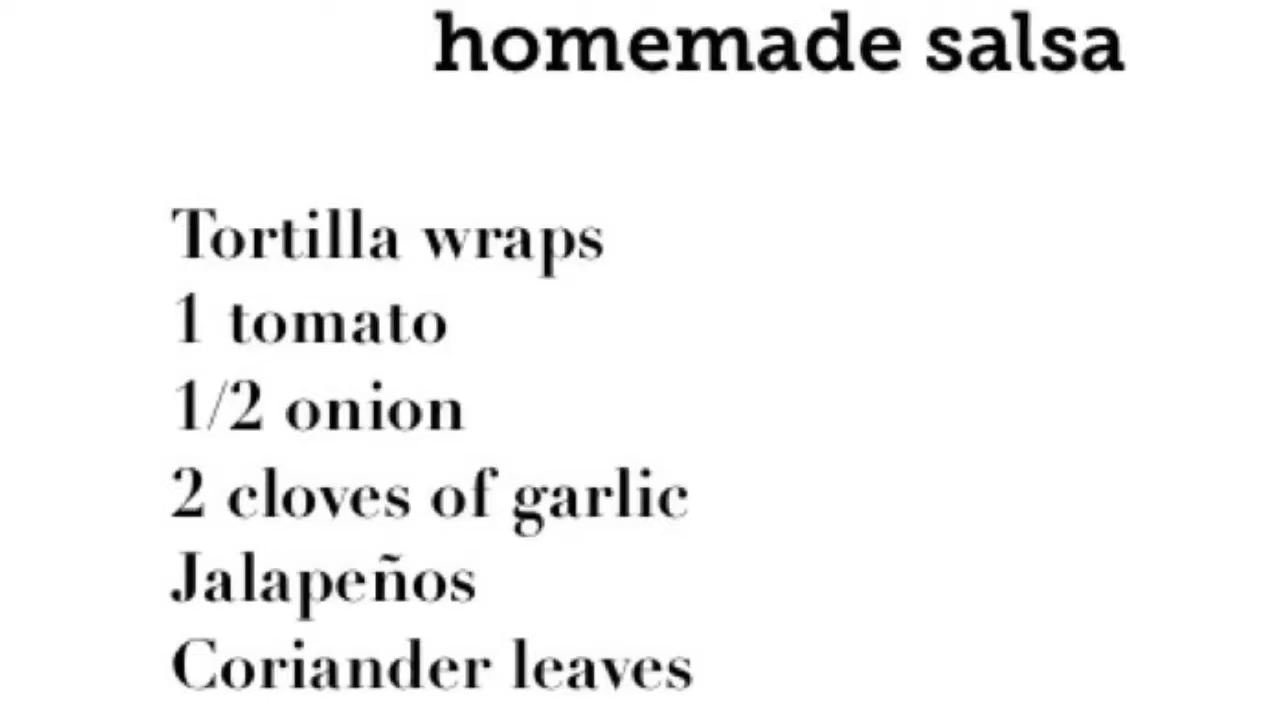 homemade salsa
Tortilla wraps
1 tomato
1/2 onion
2 cloves of garlic
Jalapeños
Coriander leaves